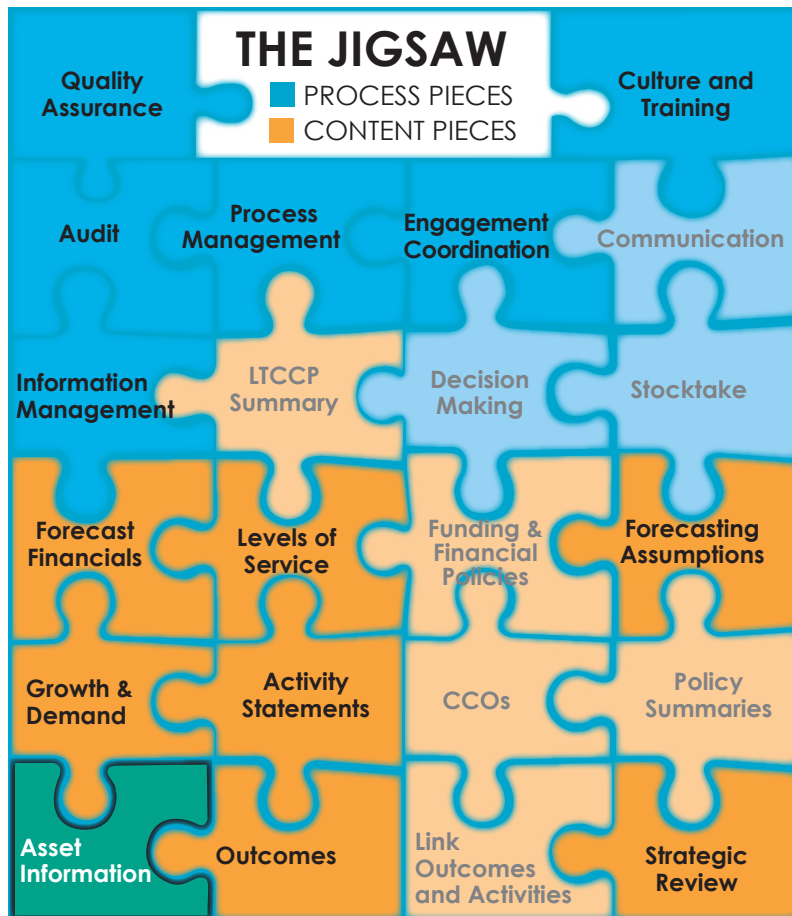 THE JIGSAW
PROCESS PIECES
CONTENT PIECES
Quality
Assurance
Culture and
Training
Audit
Process
Management
Engagement
Coordination
Communication
Information
Management
LTCCP
Summary
Decision
Making
Stocktake
Forecast
Financials
Levels of
Service
Funding &
Financial
Policies
Forecasting
Assumptions
Growth &
Demand
Activity
Statements
CCOs
Policy
Summaries
Asset
Information
Outcomes
Link
Outcomes
and Activities
Strategic
Review